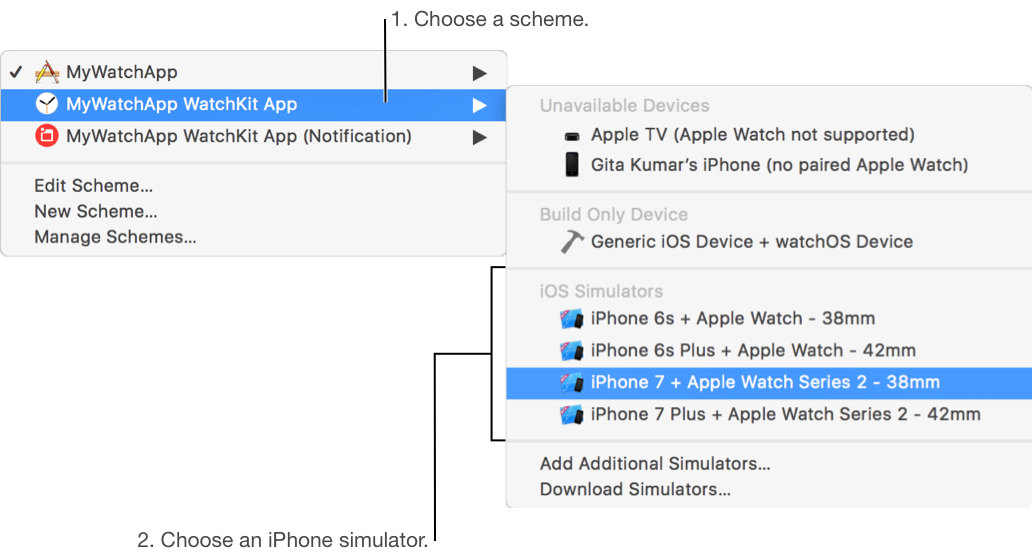 1. Choose a scheme.
MyWatchApp
MyWatchApp WatchKit App
MyWatchApp WatchKit App (Notification)
Edit Scheme...
New Scheme...
Manage Schemes...
Unavailable Devices
Apple TV (Apple Watch not supported)
Gita Kumar’s iPhone (no paired Apple Watch)
Build Only Device
Generic iOS Device + watchOS Device
iOS Simulators
iPhone 6s + Apple Watch - 38mm
iPhone 6s Plus + Apple Watch - 42mm
iPhone 7 + Apple Watch Series 2 - 38mm
iPhone 7 Plus + Apple Watch Series 2 - 42mm
Add Additional Simulators...
Download Simulators...
2. Choose an iPhone simulator.